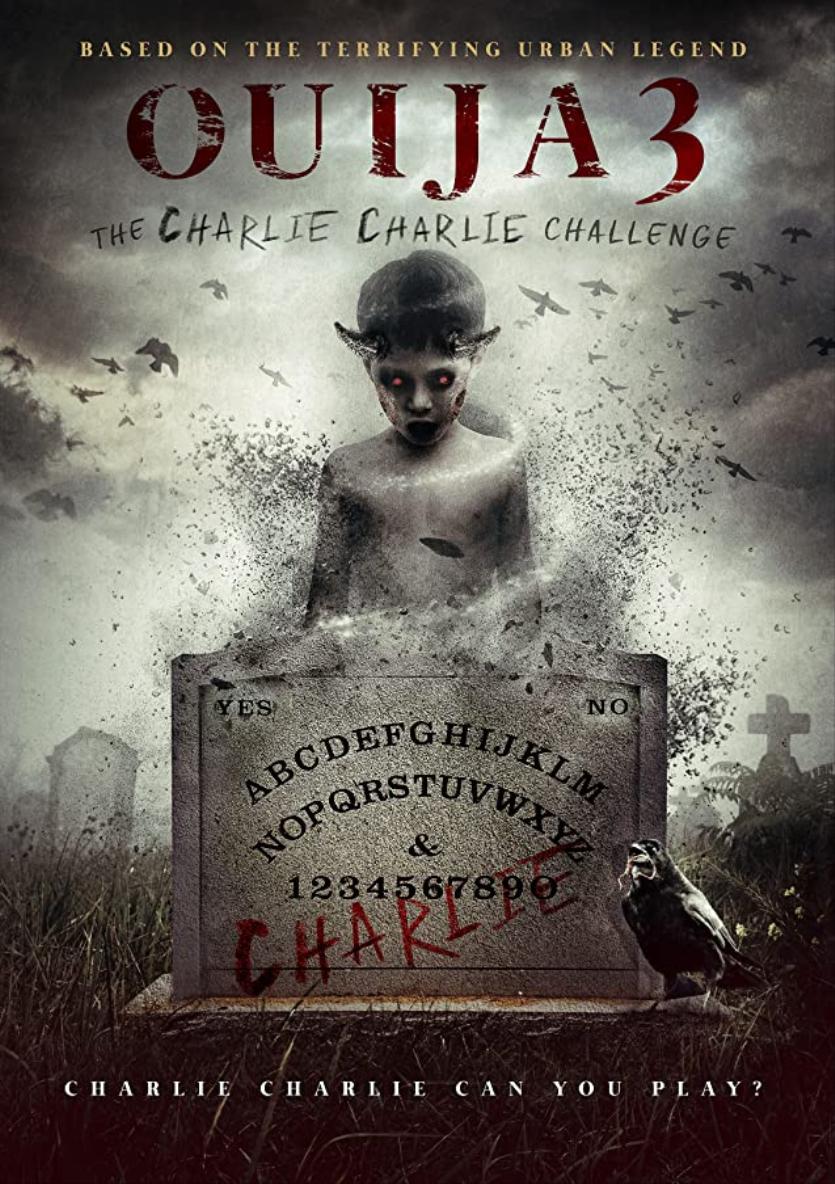 BASED ON THE TERRIFYING URBAN LEGEND
OUIJA 3
THE CHARLIE CHARLIE CHALLENGE
YES NO
ABCDEFGHIJKLM
NOPQRSTUVWXYZ
&
1234567890
CHARLIE
CHARLIE CHARLIE CAN YOU PLAY?